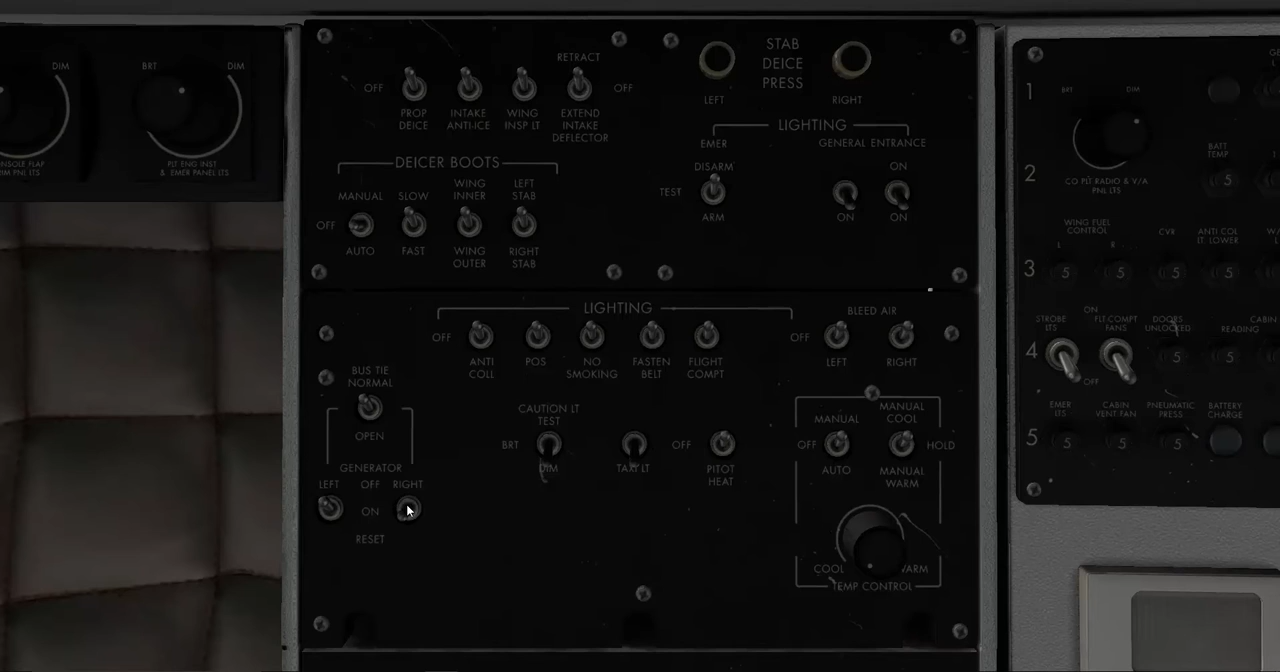 BRT
DIM
DIM
PLT ENG INST
& EMER PANEL LTS
NSOLE FLAP
RIM PNL LTS
OFF
RETRACT
OFF
PROP
DEICE
INTAKE
ANTI-ICE
WING
INSP LT
EXTEND
INTAKE
DEFLECTOR
STAB
DEICE
PRESS
LEFT
RIGHT
DEICER BOOTS
MANUAL
SLOW
WING
INNER
LEFT
STAB
OFF
AUTO
FAST
WING
OUTER
RIGHT
STAB
LIGHTING
EMER
GENERAL
ENTRANCE
DISARM
ON
TEST
ARM
ON
ON
LIGHTING
OFF
ANTI
COLL
POS
NO
SMOKING
FASTEN
BELT
FLIGHT
COMPT
BLEED AIR
OFF
LEFT
RIGHT
BUS TIE
NORMAL
OPEN
GENERATOR
LEFT
OFF
RIGHT
ON
RESET
CAUTION LT
TEST
BRT
DIM
TAXI LT
OFF
PITOT
HEAT
MANUAL
MANUAL
COOL
OFF
HOLD
AUTO
MANUAL
WARM
COOL
WARM
TEMP CONTROL
1
BRT
DIM
BATT
TEMP
2
5
CO PLT RADIO & V/A
PNL LTS
WING FUEL
CONTROL
L
R
CVR
ANTI COL
LT. LOWER
3
5
5
5
5
STROBE
LTS
ON
FLT COMPT
FANS
DOORS
UNLOCKED
CABIN
READING
4
5
5
OFF
EMER
LTS
CABIN
VENT FAN
PNEUMATIC
PRESS
BATTERY
CHARGE
5
5
5
5